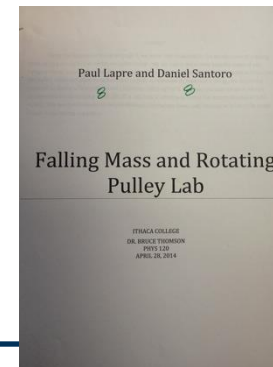 Paul Lapre and Daniel Santoro
8 8
Falling Mass and Rotating
Pulley Lab
ITHACA COLLEGE
DR. BRUCE THOMSON
PHYS 120
APRIL 28, 2014